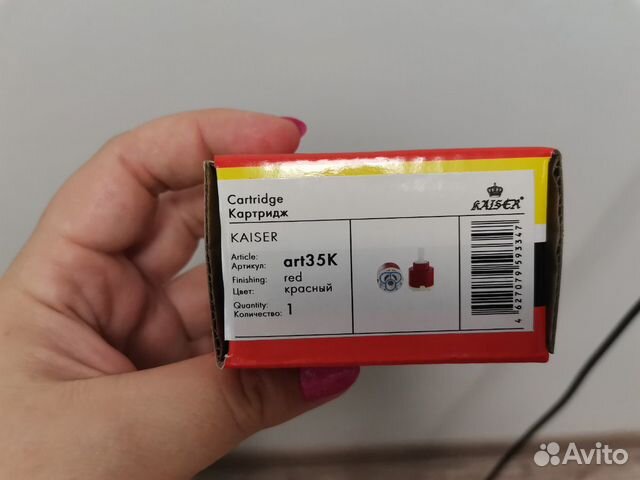 Cartridge
Картридж
KAISER
KAISER
Article: art35K
Артикул:
Finishing: red
Цвет: красный
Quantity: 1
Количество:
4 627079 593347
Avito